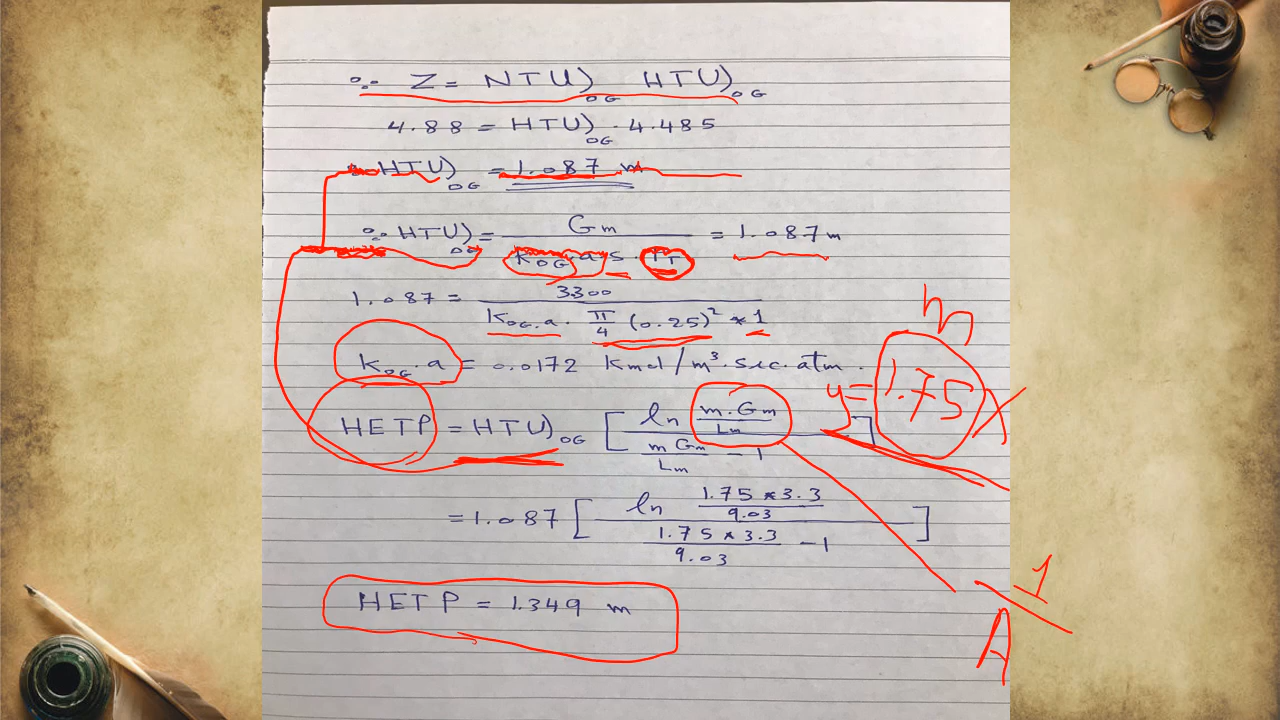 ∴ Z = NTU)OG HTU)OG
4.88 = HTU)OG . 4.485
∴ HTU)OG = 1.087 m
∵ HTU)OG = Gm / (KOG.a.s.PT) = 1.087 m
1.087 = 3300 / (KOG.a. π/4 (0.25)² * 1)
KOG.a = 0.0172 Kmol/m³.sec.atm.
m
y = 1.75 X
HETP = HTU)OG [ ln (m.Gm / Lm) / (m Gm / Lm − 1) ]
= 1.087 [ ln (1.75 * 3.3 / 9.03) / (1.75 * 3.3 / 9.03 − 1) ]
1 / A
HETP = 1.349 m